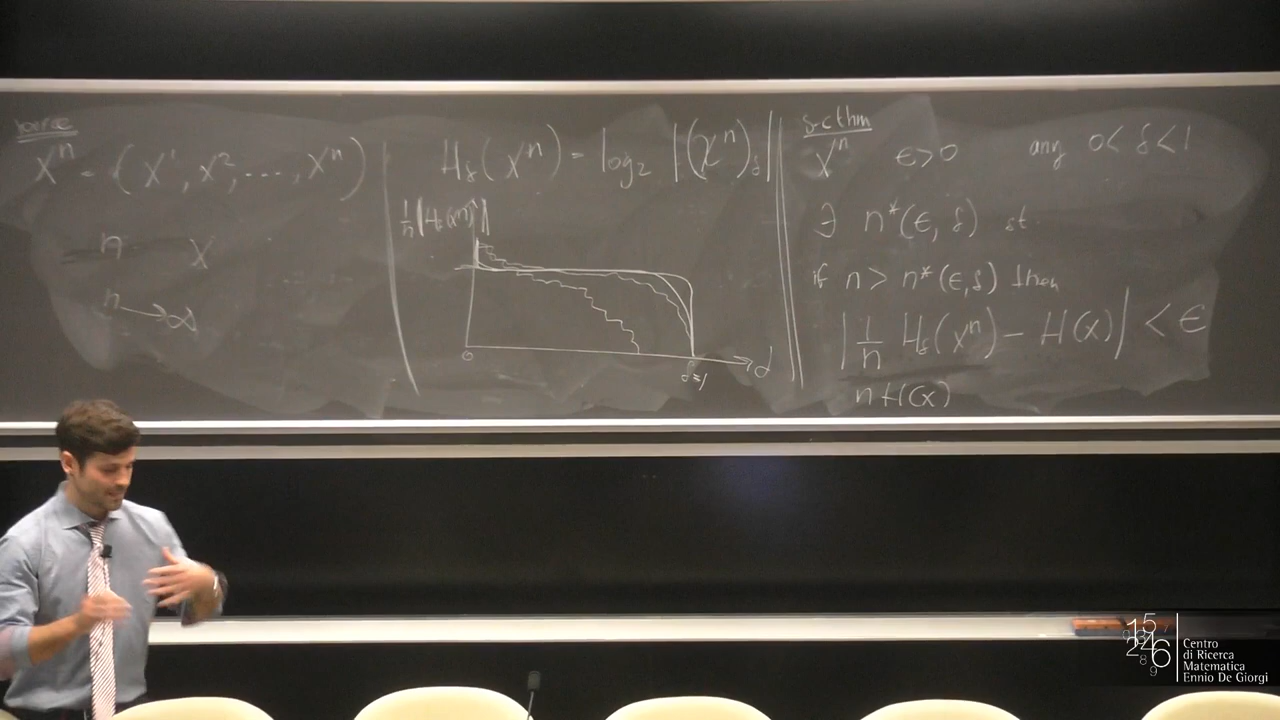 source
X^n = (X^1, X^2, ..., X^n)
n X
n → ∞
H_δ(X^n) = log_2 |(X^n)_δ|
1/n |H_δ(X^n)|
0
δ=1
δ
s-c thm
X^n ε>0 any 0<δ<1
∃ n*(ε, δ) st
if n > n*(ε,δ) then
|1/n H_δ(X^n) - H(X)| < ε
nH(X)
Centro
di Ricerca
Matematica
Ennio De Giorgi